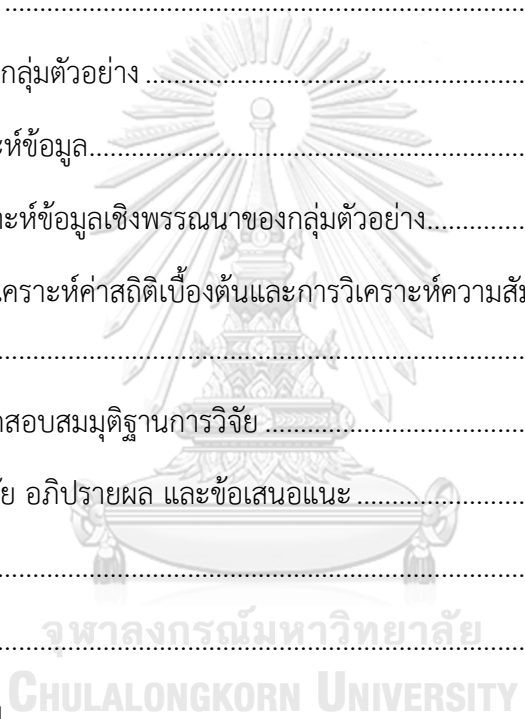 ...........................................................................
กลุ่มตัวอย่าง ......................................................
ห์ข้อมูล..............................................................
ะห์ข้อมูลเชิงพรรณนาของกลุ่มตัวอย่าง..............
เคราะห์ค่าสถิติเบื้องต้นและการวิเคราะห์ความสัม
...........................................................................
สอบสมมุติฐานการวิจัย ....................................
ัย อภิปรายผล และข้อเสนอแนะ ........................
...........................................................................
จุฬาลงกรณ์มหาวิทยาลัย
...........................................................................
CHULALONGKORN UNIVERSITY